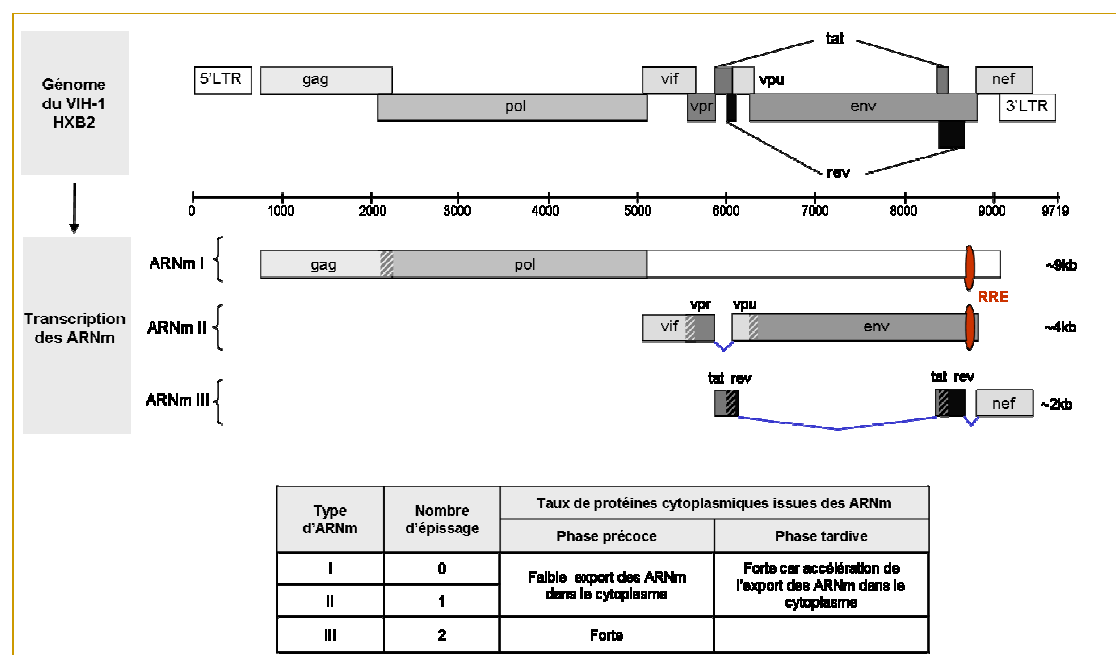 Génome
du VIH-1
HXB2
tat
5'LTR
gag
vif
vpu
nef
pol
vpr
env
3'LTR
rev
0 1000 2000 3000 4000 5000 6000 7000 8000 9000 9719
Transcription
des ARNm
ARNm I
gag
pol
~9kb
RRE
ARNm II
vpr
vpu
vif
env
~4kb
ARNm III
tat rev
tat rev
nef
~2kb
Type
d'ARNm
Nombre
d'épissage
Taux de protéines cytoplasmiques issues des ARNm
Phase précoce
Phase tardive
I
0
Faible export des ARNm
dans le cytoplasme
Forte car accélération de
l'export des ARNm dans le
cytoplasme
II
1
III
2
Forte